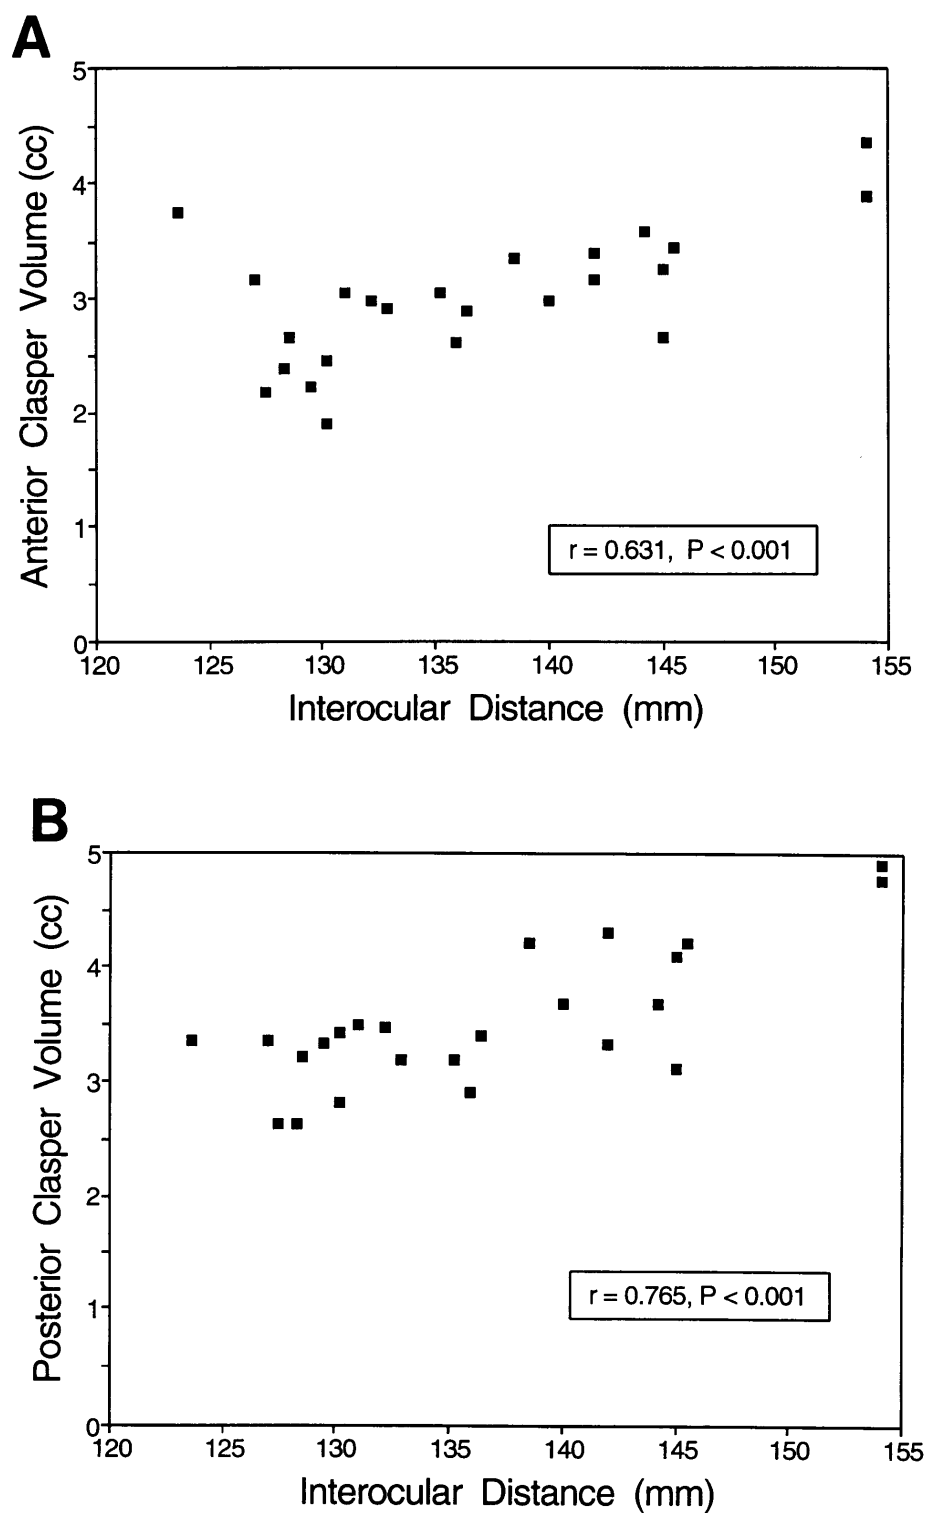 A
5
4
3
2
1
0
Anterior Clasper Volume (cc)
r = 0.631, P < 0.001
120 125 130 135 140 145 150 155
Interocular Distance (mm)
B
5
4
3
2
1
0
Posterior Clasper Volume (cc)
r = 0.765, P < 0.001
120 125 130 135 140 145 150 155
Interocular Distance (mm)